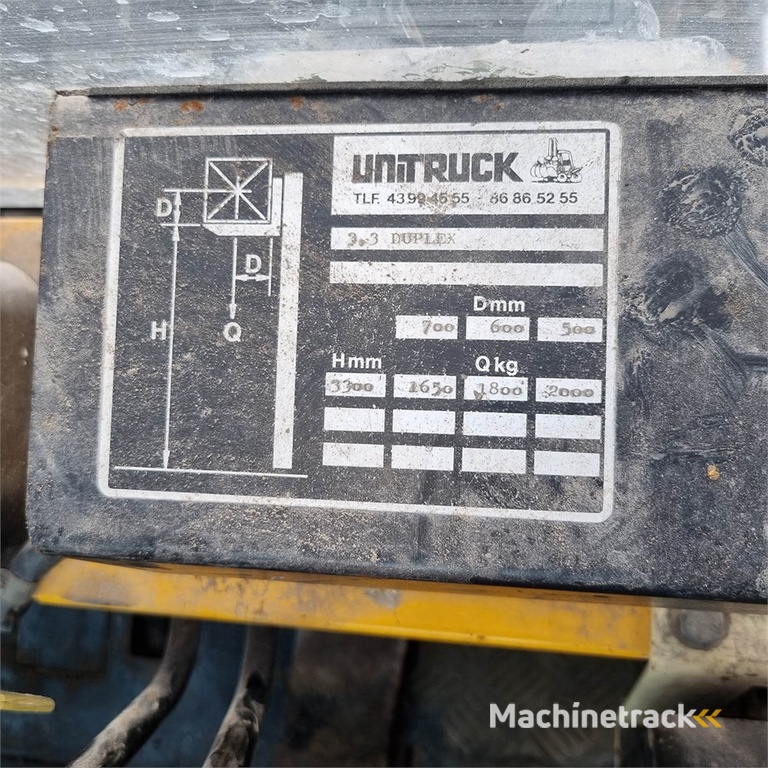 UNITRUCK
TLF. 43 99 45 55 - 86 86 52 55
3.3 DUPLEX
D
D
H
Q
Dmm
700 600 500
Hmm Qkg
3300 1650 1800 2000
Machinetrack